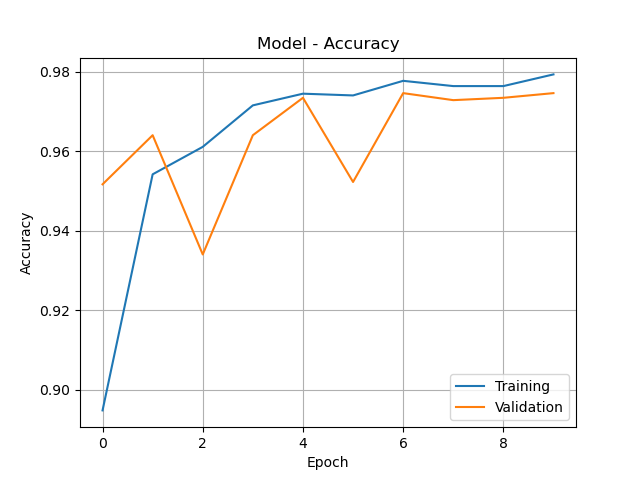 Model - Accuracy
0.98
0.96
0.94
0.92
0.90
Accuracy
0 2 4 6 8
Epoch
Training
Validation